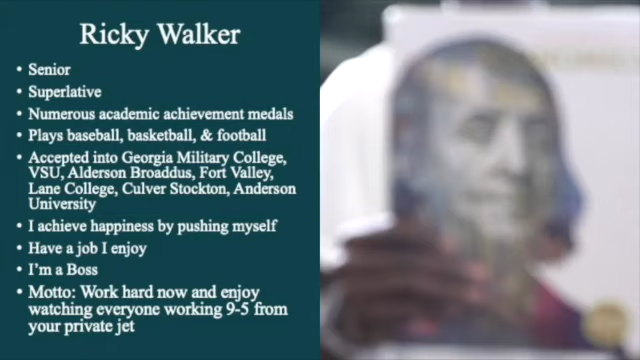 Ricky Walker
• Senior
• Superlative
• Numerous academic achievement medals
• Plays baseball, basketball, & football
• Accepted into Georgia Military College,
VSU, Alderson Broaddus, Fort Valley,
Lane College, Culver Stockton, Anderson
University
• I achieve happiness by pushing myself
• Have a job I enjoy
• I'm a Boss
• Motto: Work hard now and enjoy
watching everyone working 9-5 from
your private jet